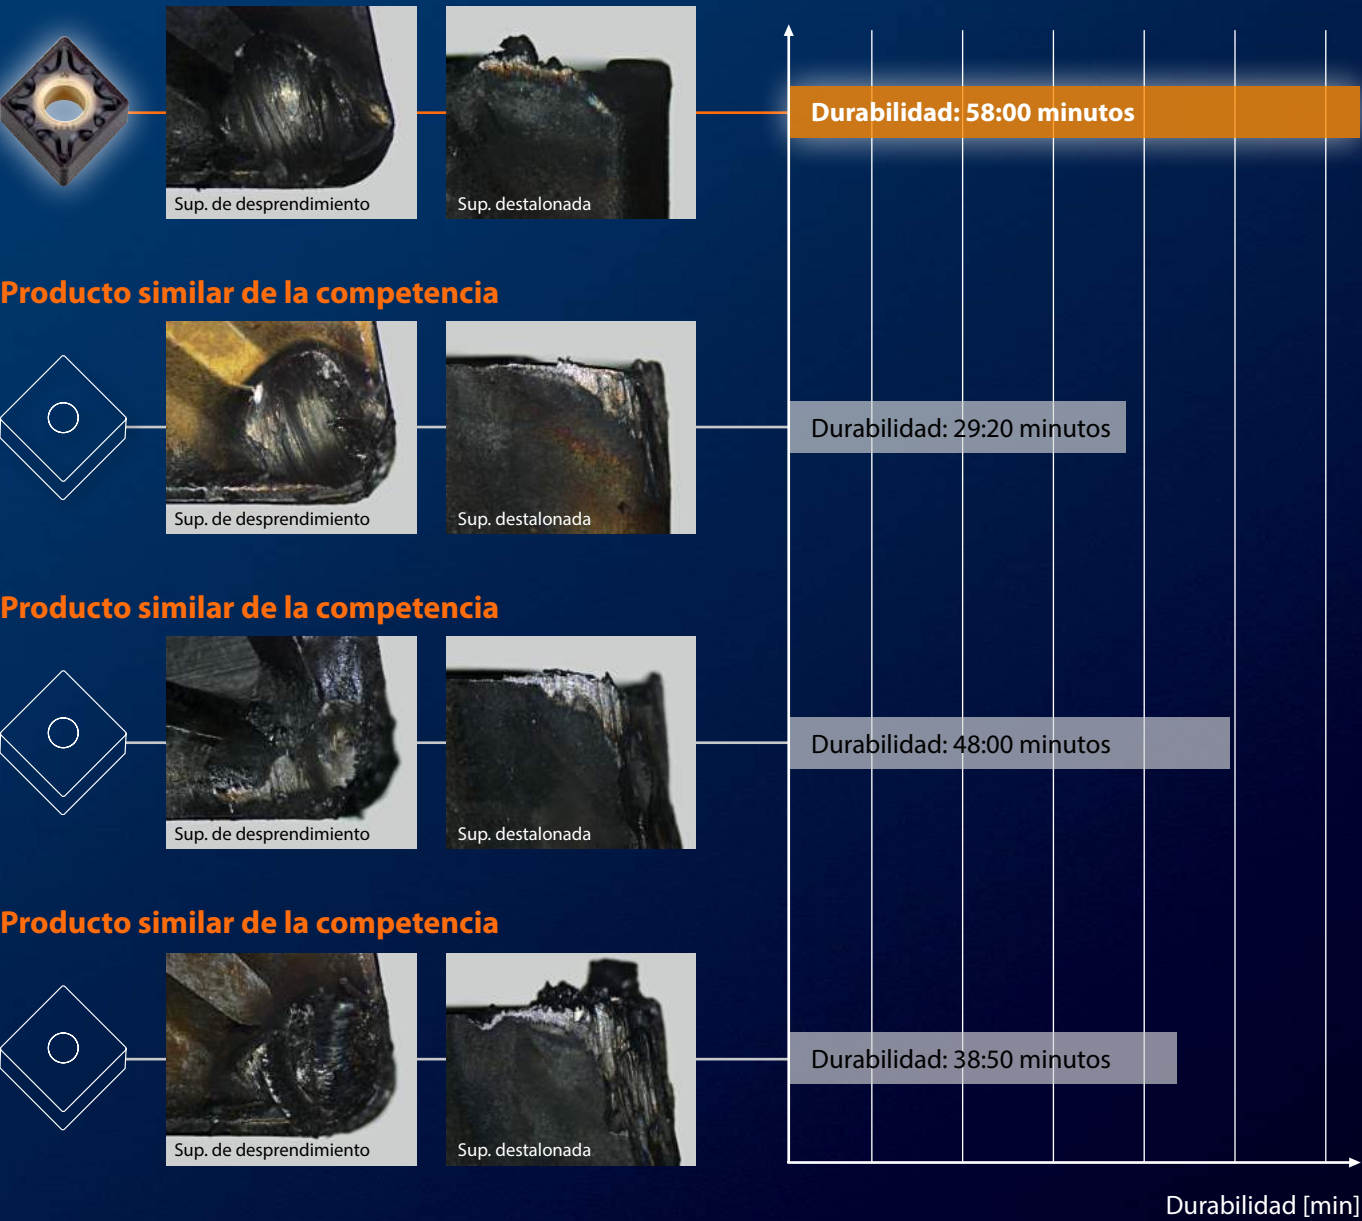 Durabilidad: 58:00 minutos
Sup. de desprendimiento
Sup. destalonada
Producto similar de la competencia
Durabilidad: 29:20 minutos
Sup. de desprendimiento
Sup. destalonada
Producto similar de la competencia
Durabilidad: 48:00 minutos
Sup. de desprendimiento
Sup. destalonada
Producto similar de la competencia
Durabilidad: 38:50 minutos
Sup. de desprendimiento
Sup. destalonada
Durabilidad [min]